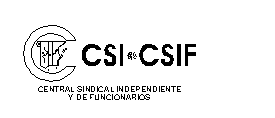 CSI CSIF
CENTRAL SINDICAL INDEPENDIENTE
Y DE FUNCIONARIOS